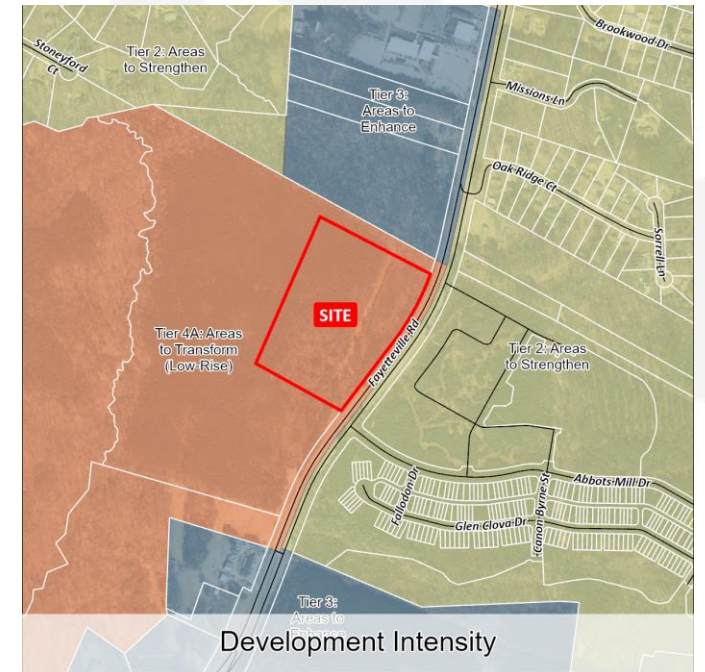 Brookwood Dr
Stoneyford
Ct
Tier 2: Areas
to Strengthen
Missions Ln
Tier 3:
Areas to
Enhance
Oak Ridge Ct
Sorrell Ln
SITE
Tier 4A: Areas
to Transform
(Low-Rise)
Fayetteville Rd
Tier 2: Areas
to Strengthen
Abbots Mill Dr
Fallodon Dr
Canon Byrne St
Glen Clova Dr
Tier 3:
Areas to
Enhance
Development Intensity